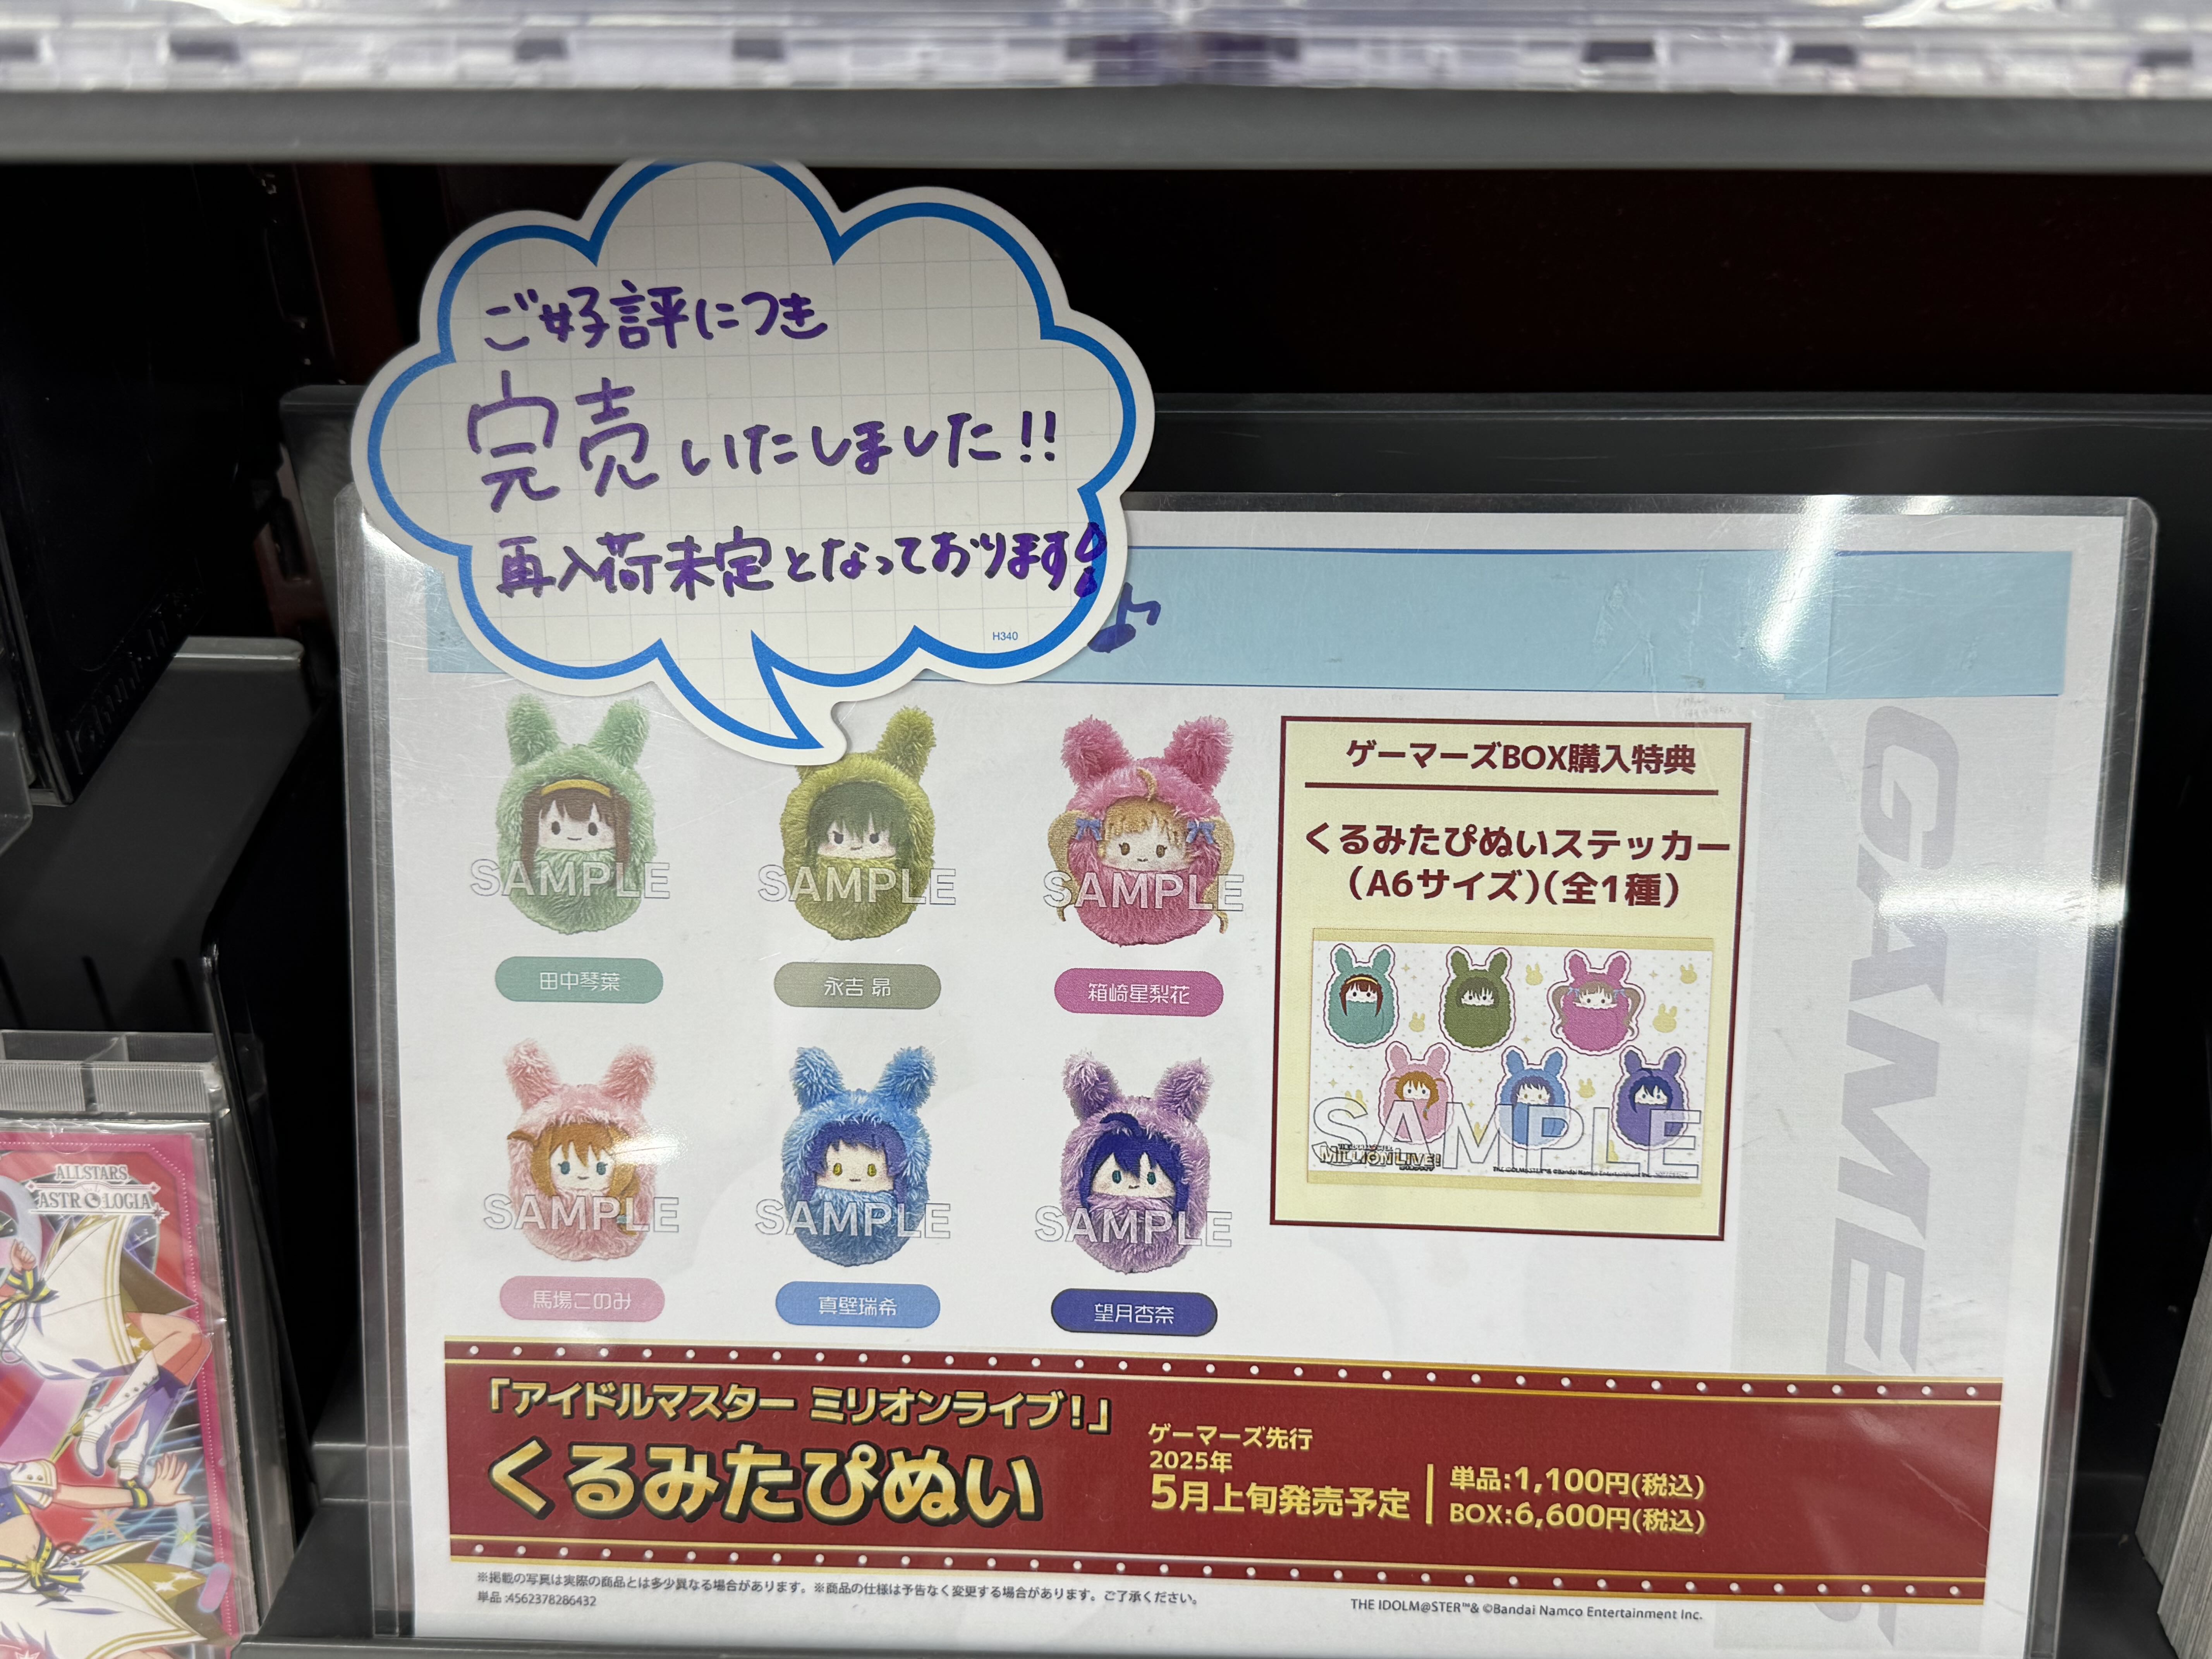 ご好評につき
完売いたしました!!
再入荷未定となっております!
♪
H340
SAMPLE
SAMPLE
SAMPLE
田中琴葉
永吉 昴
箱崎星梨花
SAMPLE
SAMPLE
SAMPLE
馬場このみ
真壁瑞希
望月杏奈
ゲーマーズBOX購入特典
くるみたぴぬいステッカー
(A6サイズ)(全1種)
SAMPLE
MILLION LIVE!
GAME
「アイドルマスター ミリオンライブ!」
くるみたぴぬい
ゲーマーズ先行
2025年
5月上旬発売予定
単品:1,100円(税込)
BOX:6,600円(税込)
※掲載の写真は実際の商品とは多少異なる場合があります。※商品の仕様は予告なく変更する場合があります。ご了承ください。
単品:4562378286432
THE IDOLM@STER™& ©Bandai Namco Entertainment Inc.
ALLSTARS
ASTROLOGIA